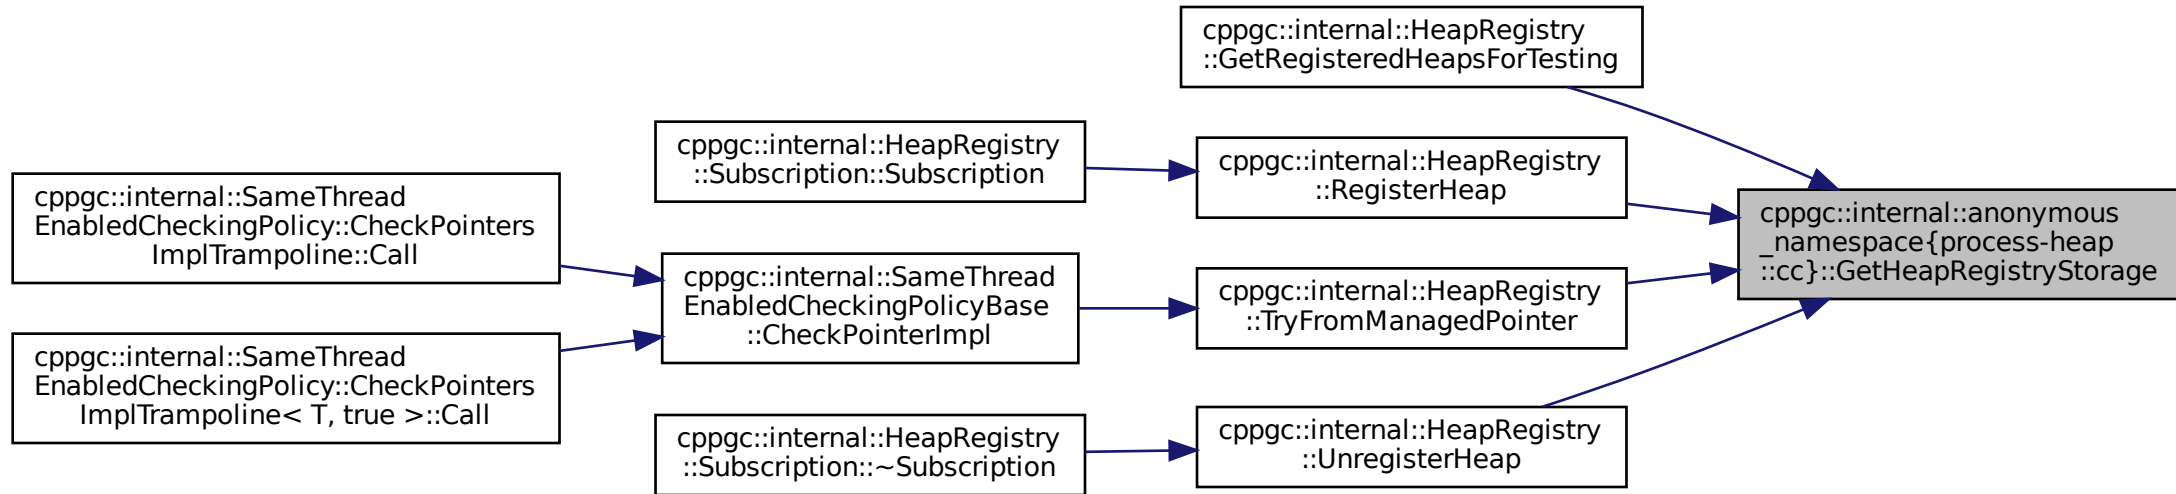 cppgc::internal::HeapRegistry
::GetRegisteredHeapsForTesting
cppgc::internal::HeapRegistry
::Subscription::Subscription
cppgc::internal::HeapRegistry
::RegisterHeap
cppgc::internal::SameThread
EnabledCheckingPolicy::CheckPointers
ImplTrampoline::Call
cppgc::internal::anonymous
_namespace{process-heap
::cc}::GetHeapRegistryStorage
cppgc::internal::SameThread
EnabledCheckingPolicyBase
::CheckPointerImpl
cppgc::internal::HeapRegistry
::TryFromManagedPointer
cppgc::internal::SameThread
EnabledCheckingPolicy::CheckPointers
ImplTrampoline< T, true >::Call
cppgc::internal::HeapRegistry
::Subscription::~Subscription
cppgc::internal::HeapRegistry
::UnregisterHeap